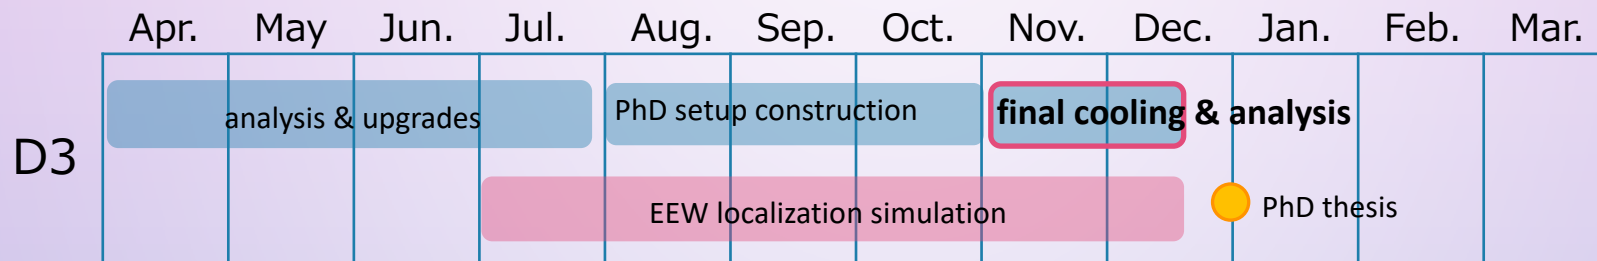 Apr. May Jun. Jul. Aug. Sep. Oct. Nov. Dec. Jan. Feb. Mar.
D3
analysis & upgrades
PhD setup construction
final cooling & analysis
EEW localization simulation
PhD thesis